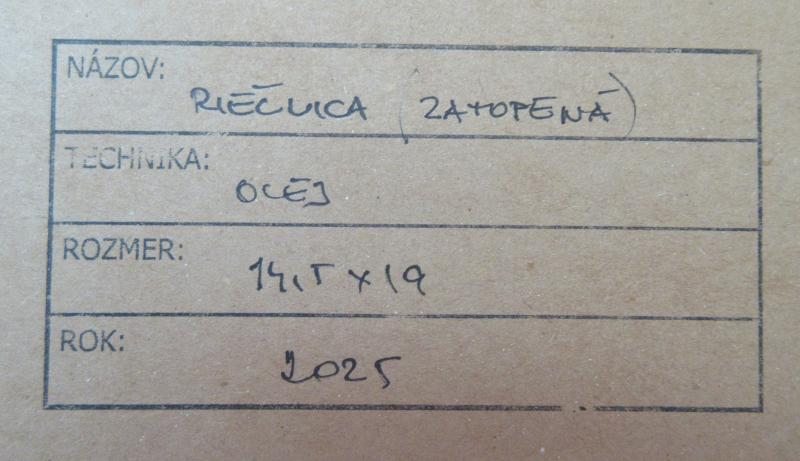 NÁZOV:
RIEČNICA (ZATOPENÁ)
TECHNIKA:
OLEJ
ROZMER:
14,5 x 19
ROK:
2025